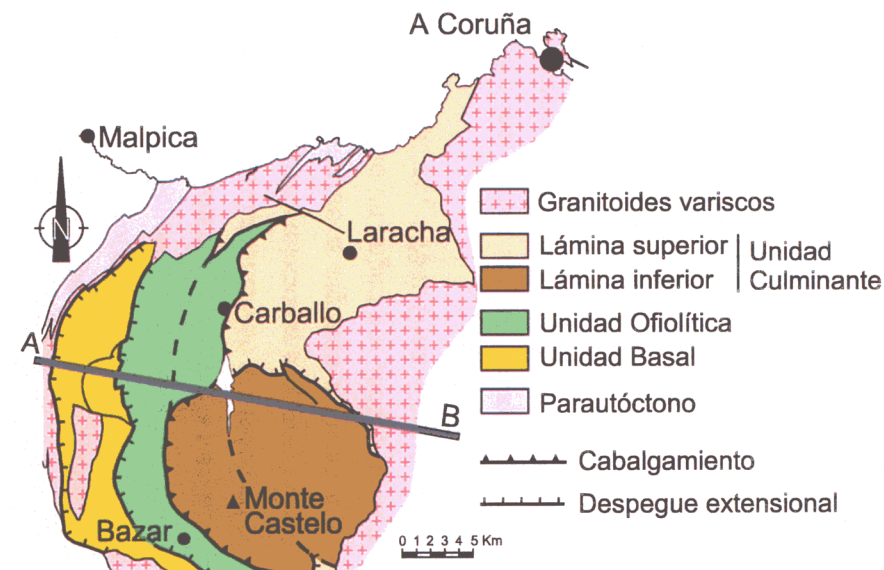 A Coruña
Malpica
N
Laracha
Carballo
A
B
Monte
Castelo
Bazar
Granitoides variscos
Lámina superior
Lámina inferior
Unidad
Culminante
Unidad Ofiolítica
Unidad Basal
Parautóctono
Cabalgamiento
Despegue extensional
0 1 2 3 4 5 Km